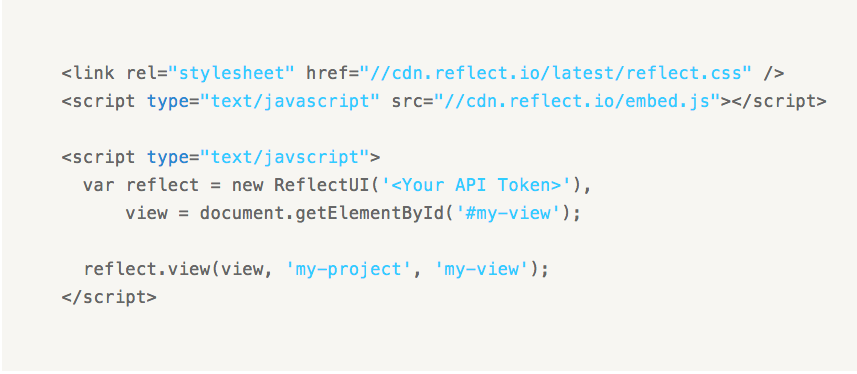 <link rel="stylesheet" href="//cdn.reflect.io/latest/reflect.css" />
<script type="text/javascript" src="//cdn.reflect.io/embed.js"></script>
<script type="text/javscript">
var reflect = new ReflectUI('<Your API Token>'),
view = document.getElementById('#my-view');
reflect.view(view, 'my-project', 'my-view');
</script>